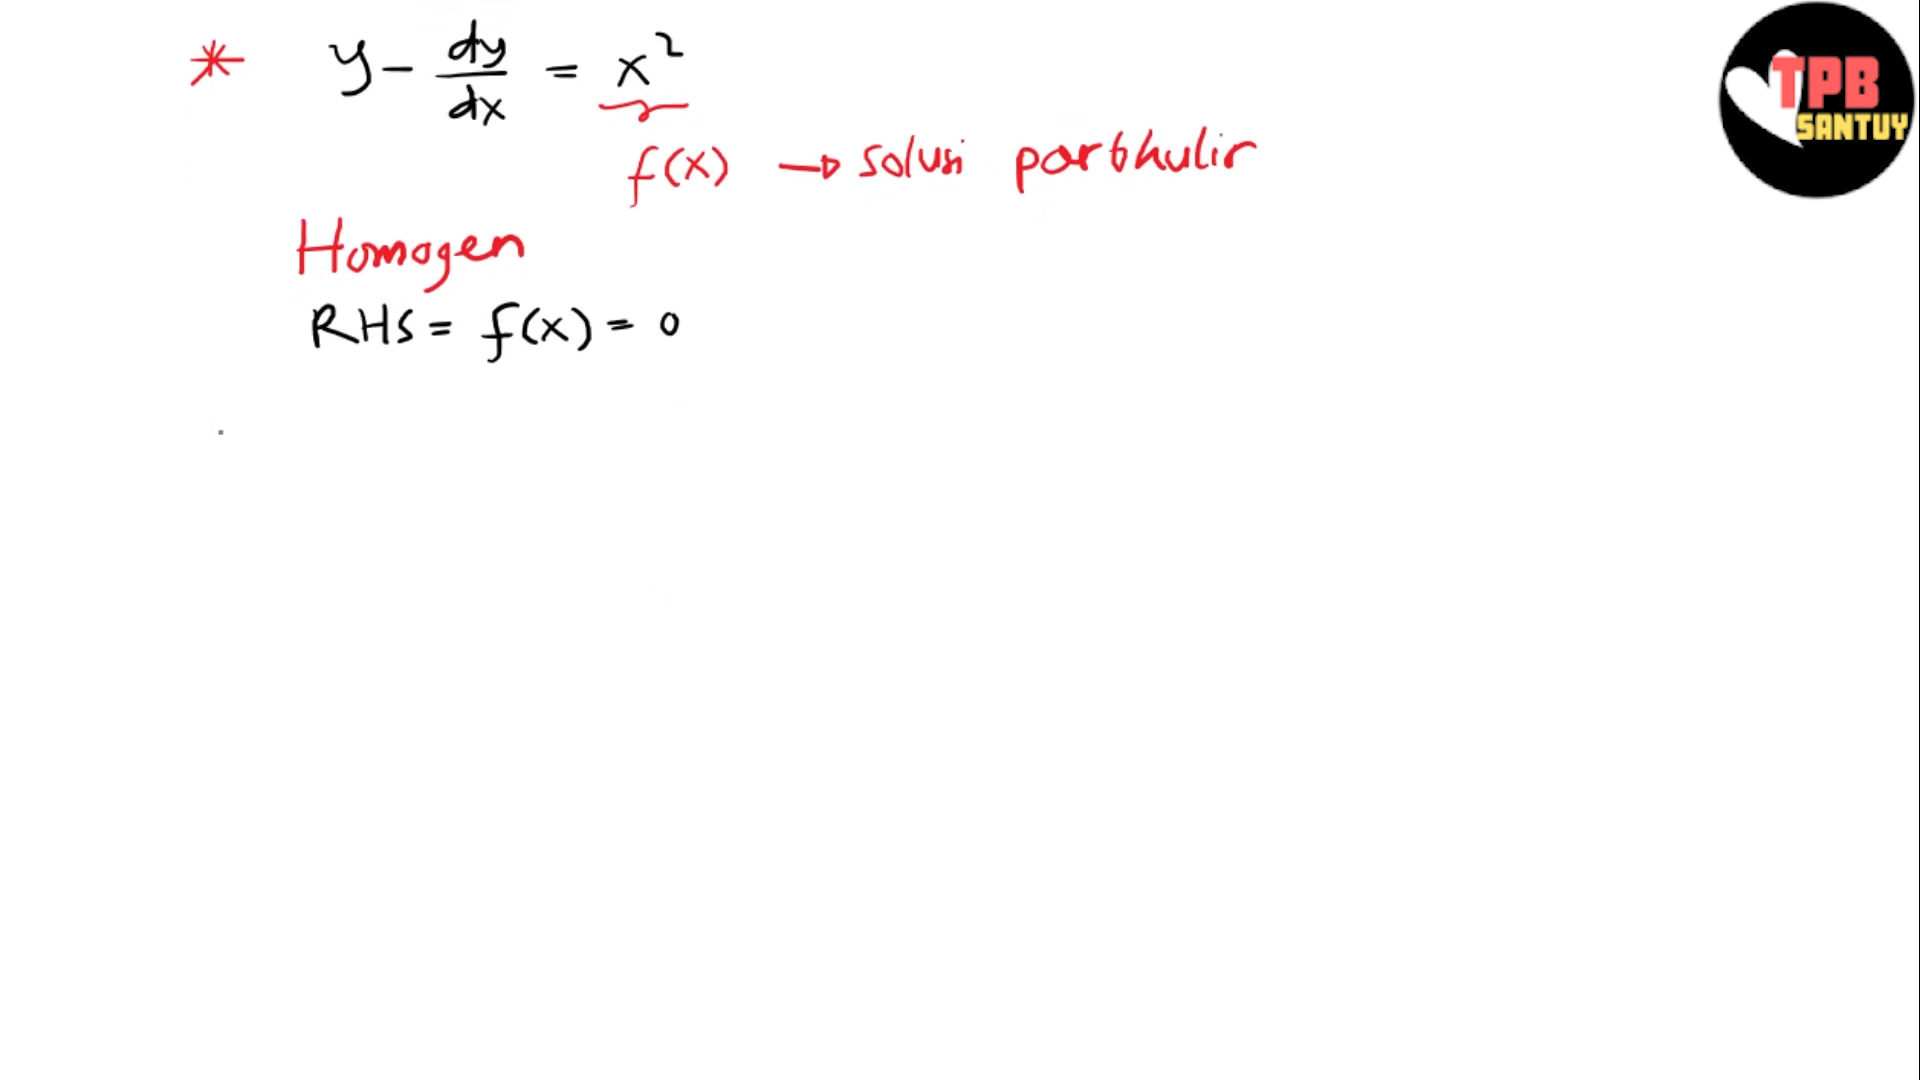 * y - dy/dx = x²
f(x) → solusi partikulir
Homogen
RHS = f(x) = 0
TPB
SANTUY